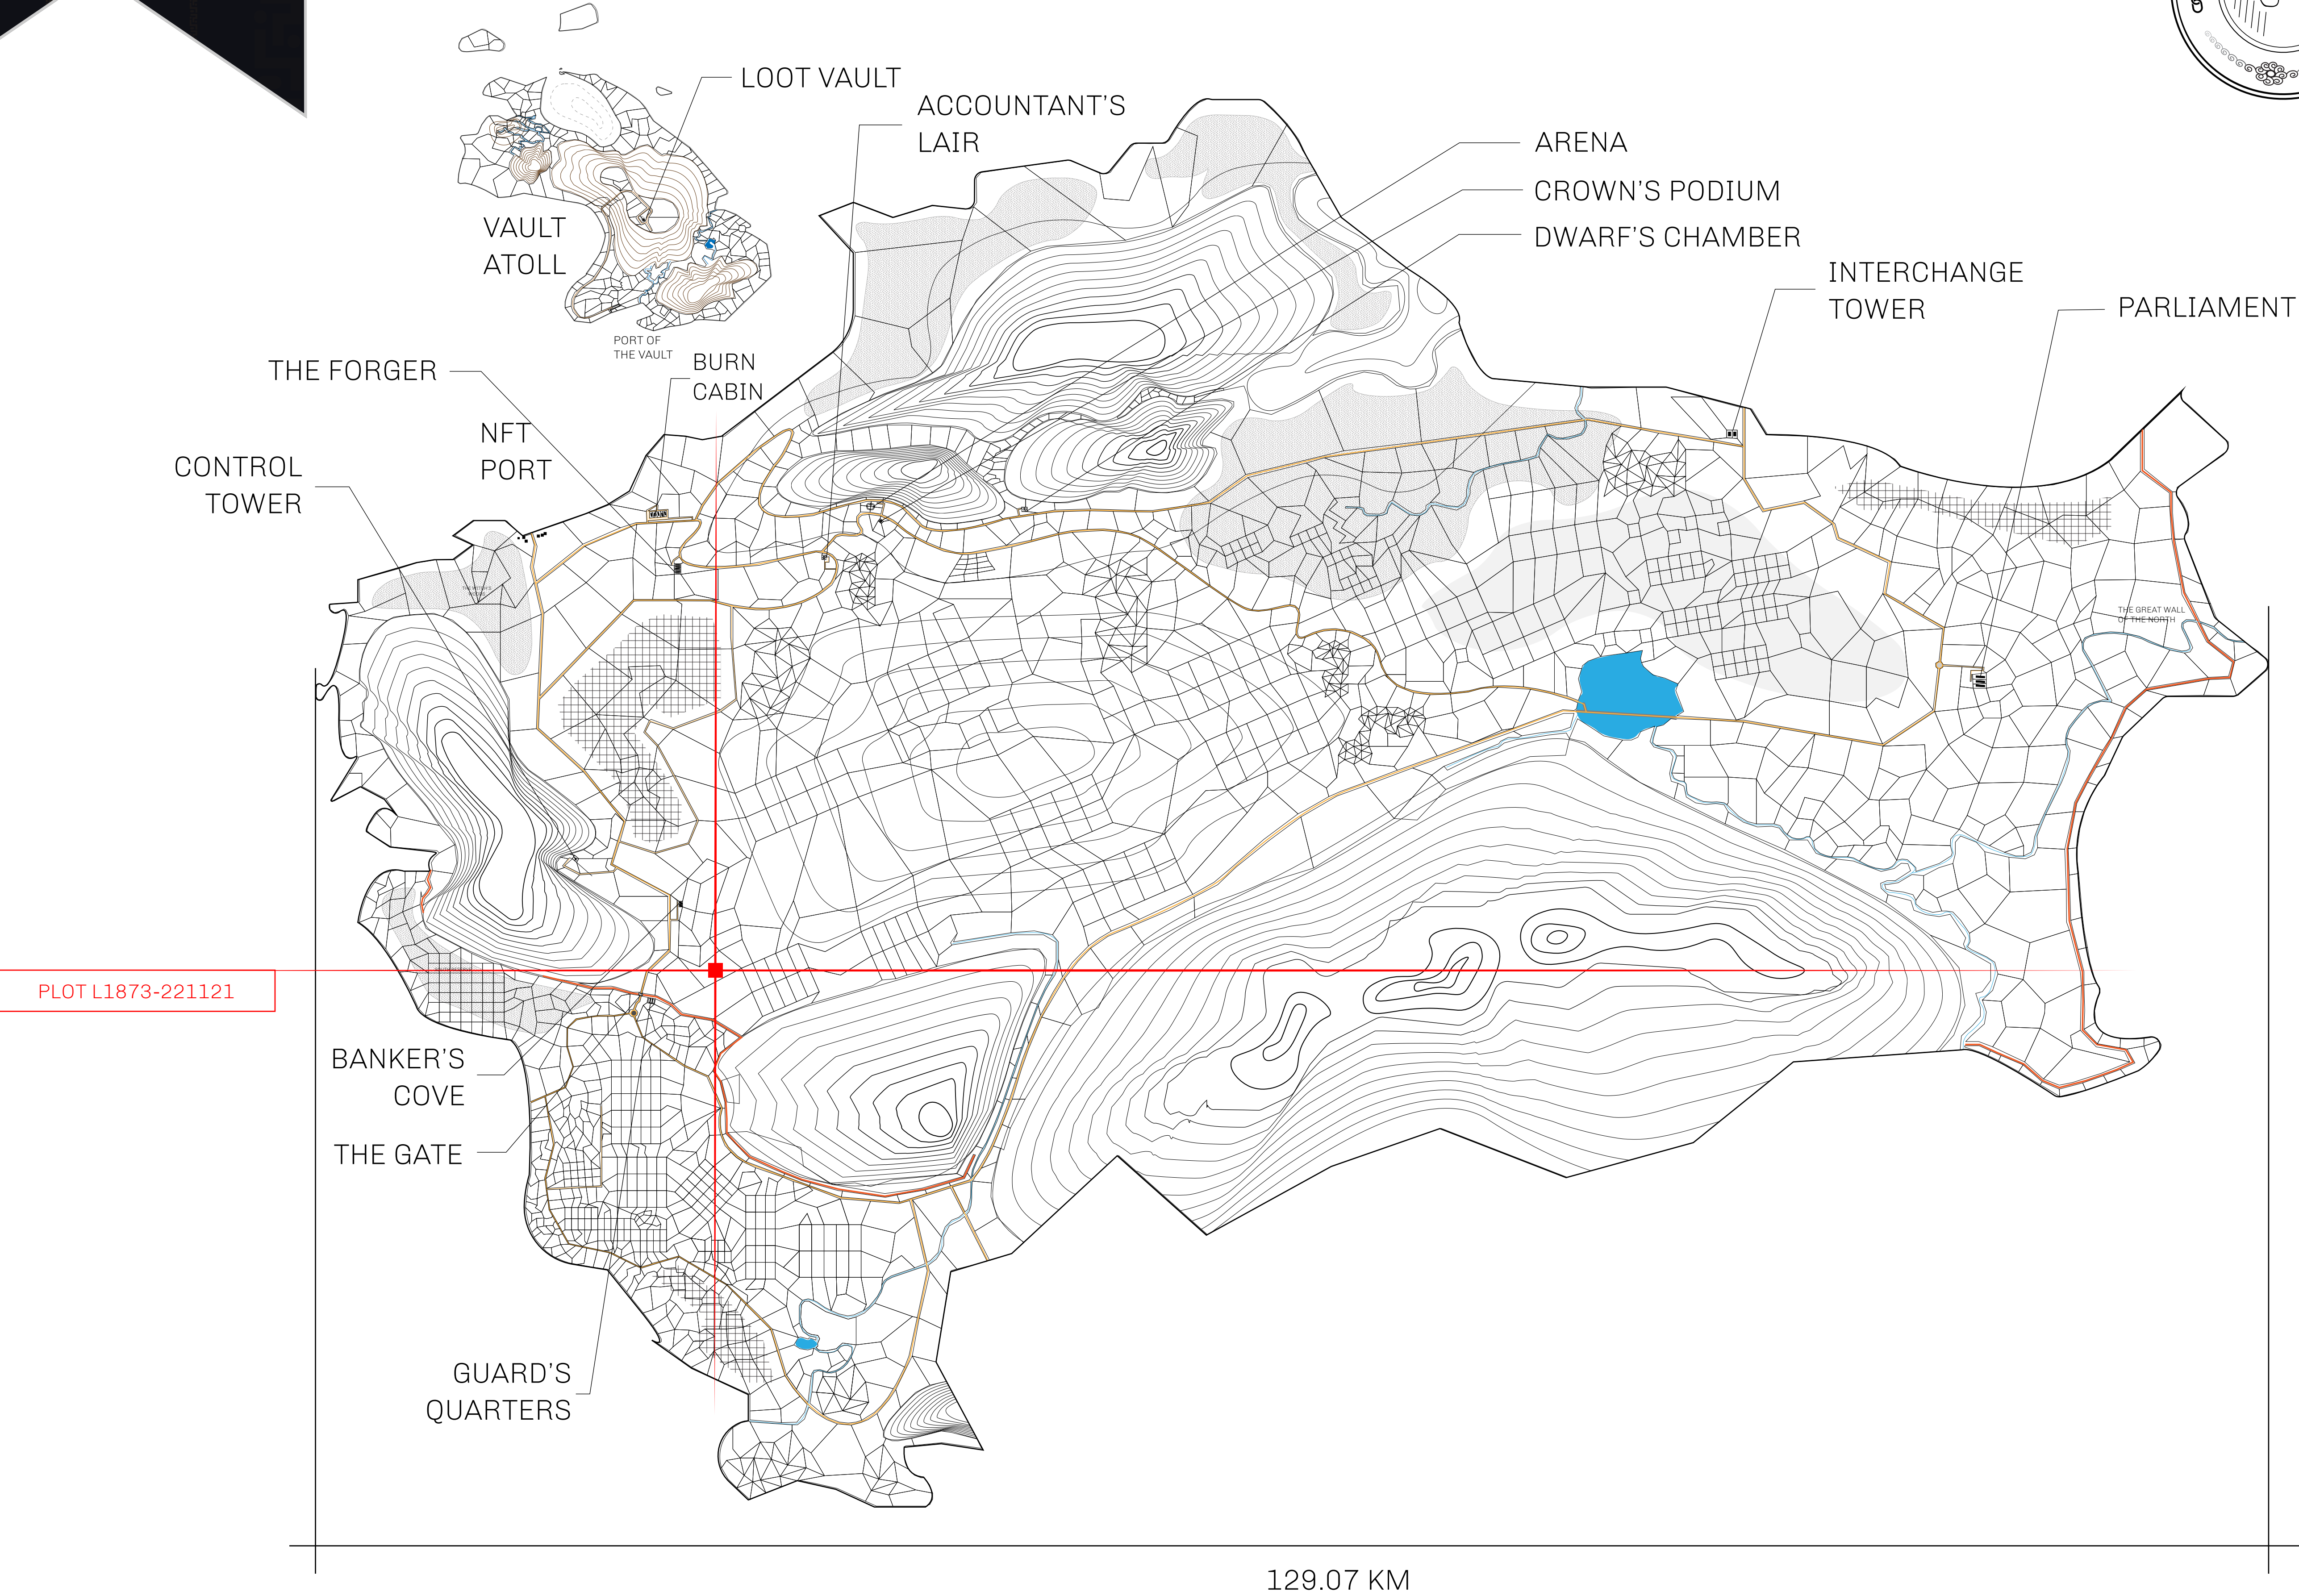 LOOT VAULT
ACCOUNTANT'S
LAIR
ARENA
CROWN'S PODIUM
DWARF'S CHAMBER
VAULT
ATOLL
INTERCHANGE
TOWER
PARLIAMENT
PORT OF
THE VAULT
BURN
CABIN
THE FORGER
NFT
PORT
CONTROL
TOWER
THE GREAT WALL
OF THE NORTH
PLOT L1873-221121
BANKER'S
COVE
THE GATE
GUARD'S
QUARTERS
129.07 KM